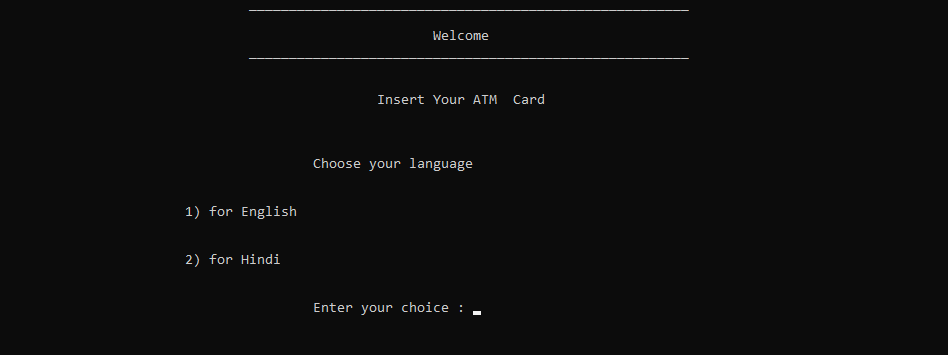 Welcome
Insert Your ATM  Card
Choose your language
1) for English
2) for Hindi
Enter your choice :